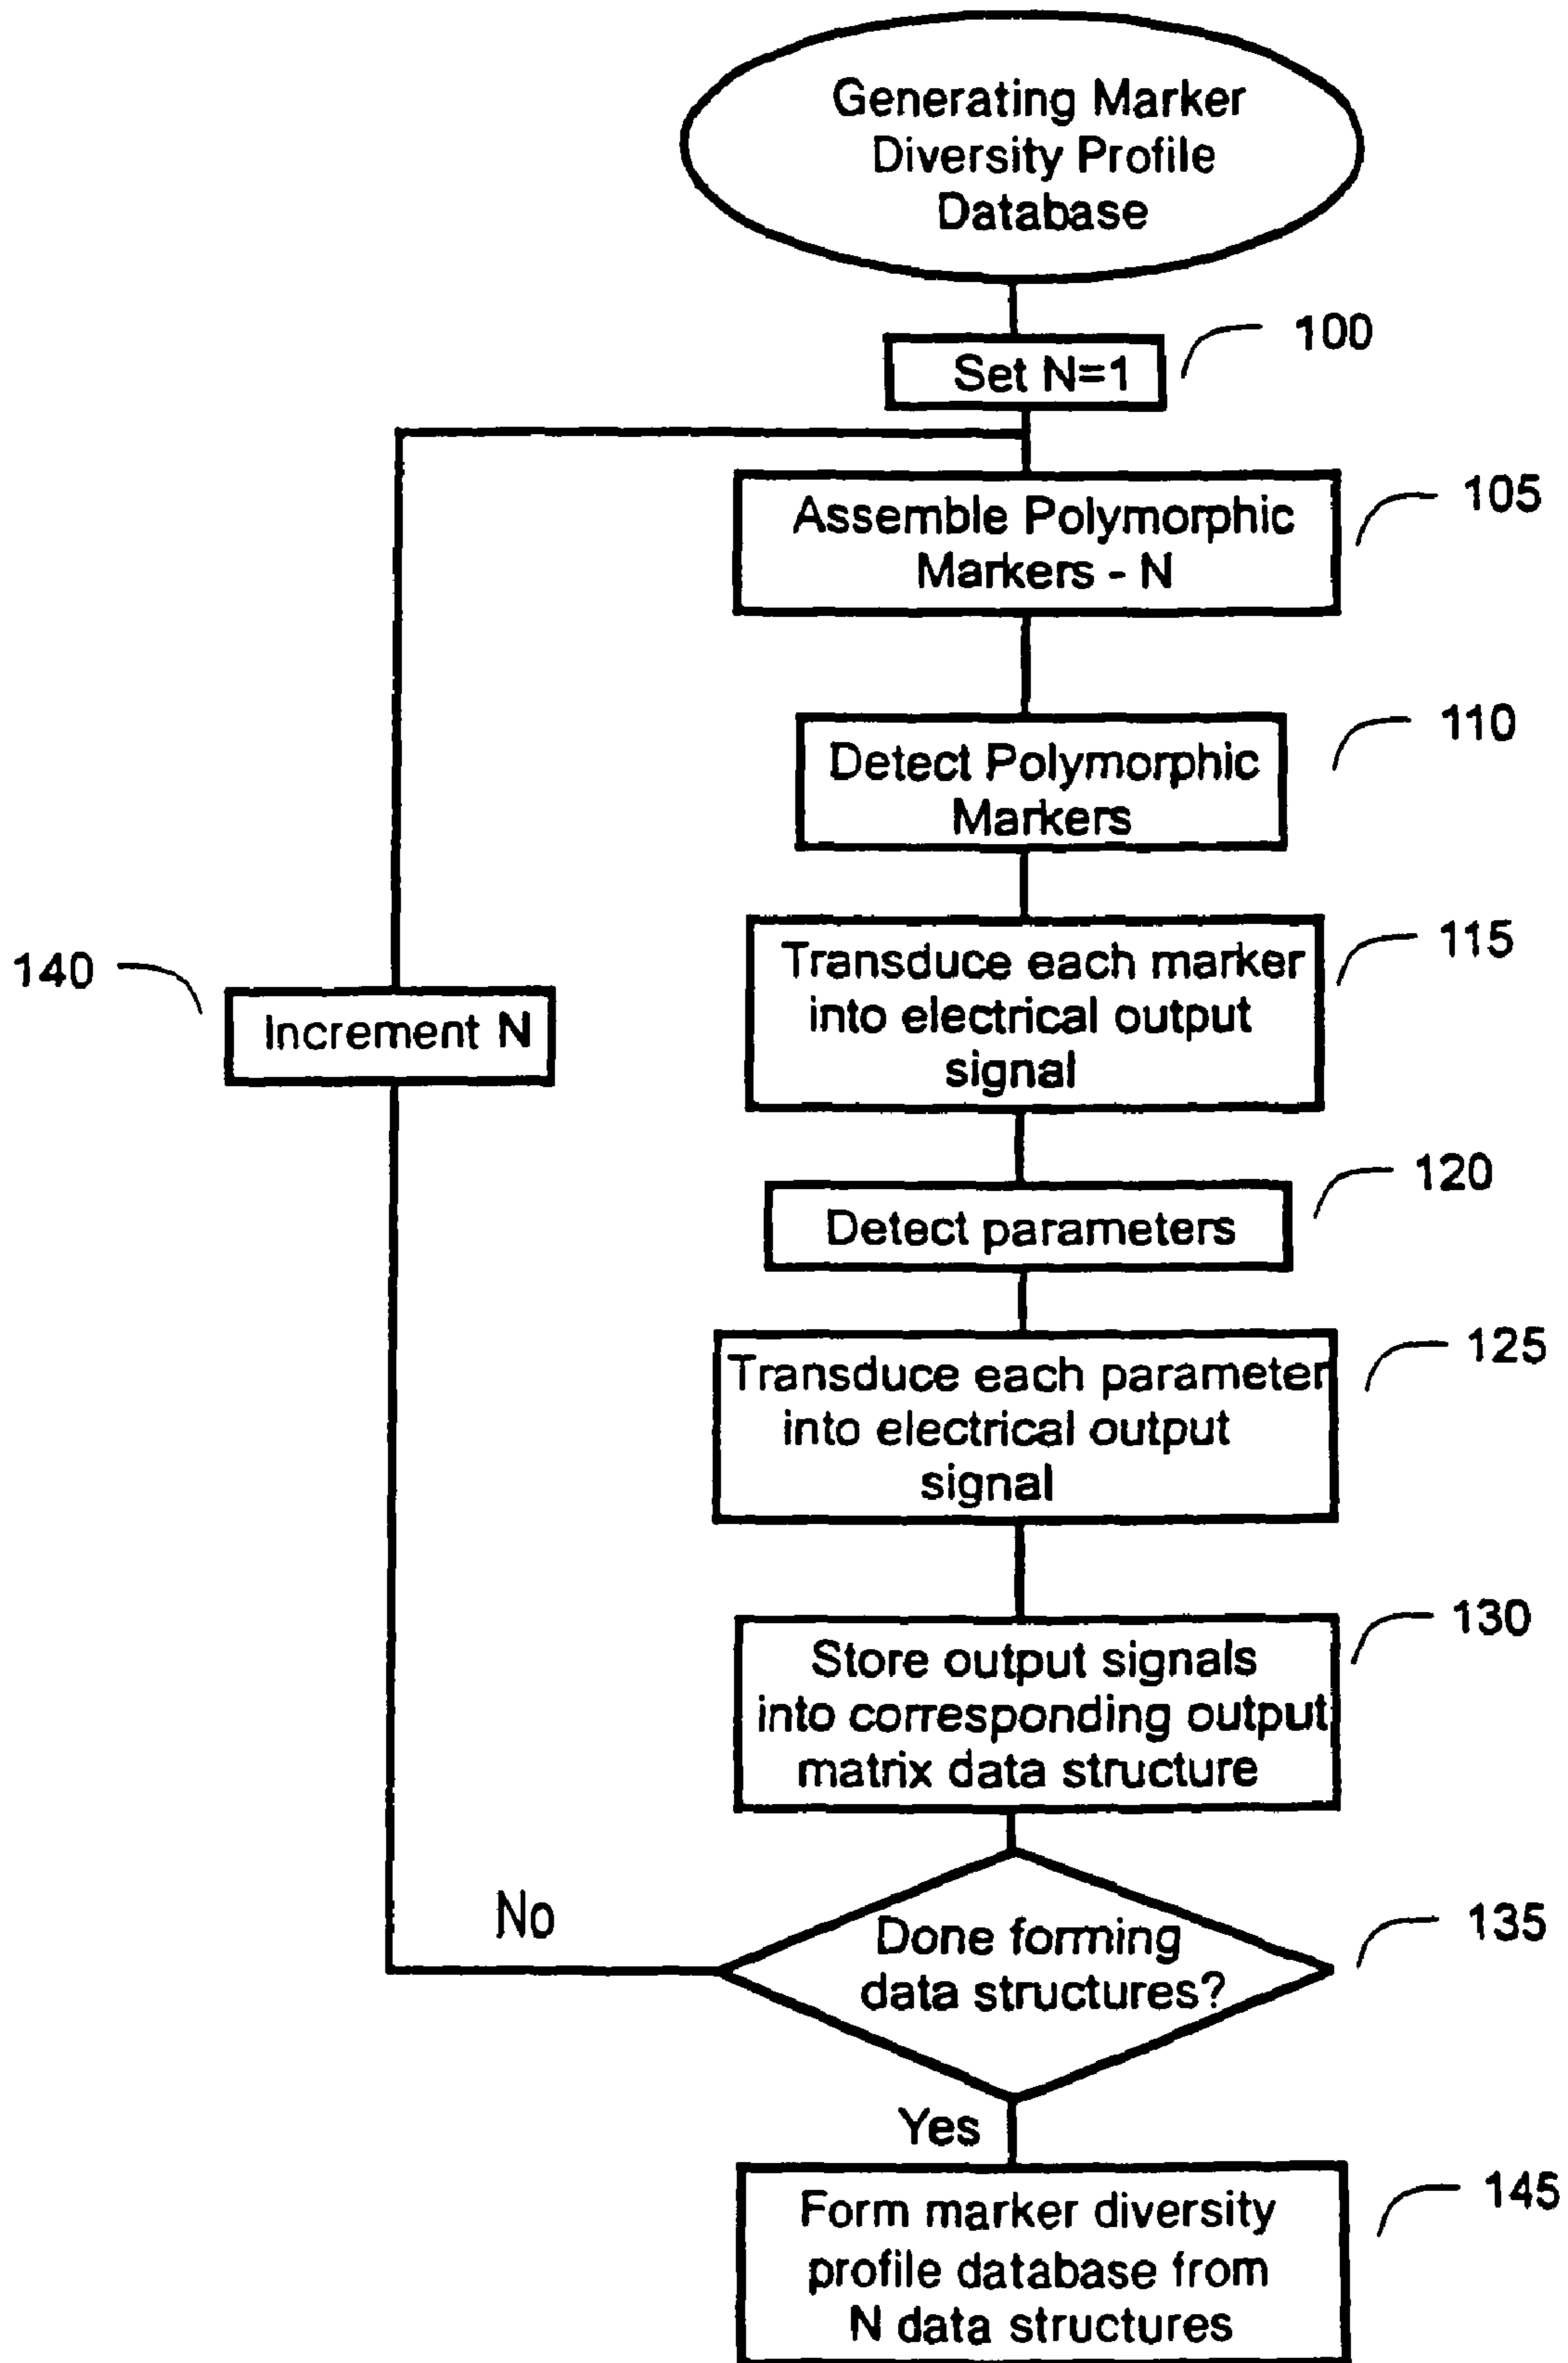 Generating Marker
Diversity Profile
Database
100
Set N=1
105
Assemble Polymorphic
Markers - N
110
Detect Polymorphic
Markers
115
Transduce each marker
into electrical output
signal
140
Increment N
120
Detect parameters
125
Transduce each parameter
into electrical output
signal
130
Store output signals
into corresponding output
matrix data structure
No
135
Done forming
data structures?
Yes
145
Form marker diversity
profile database from
N data structures